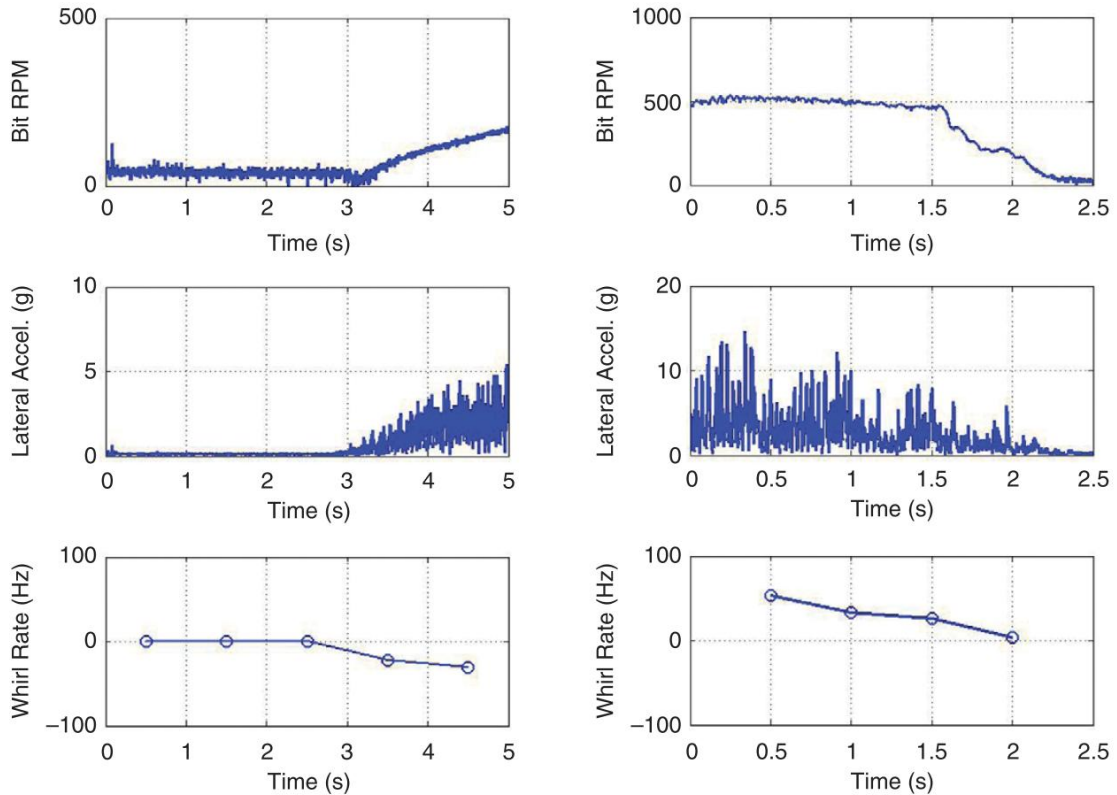 Bit RPM
500
0
0 1 2 3 4 5
Time (s)
Bit RPM
1000
500
0
0 0.5 1 1.5 2 2.5
Time (s)
Lateral Accel. (g)
10
5
0
0 1 2 3 4 5
Time (s)
Lateral Accel. (g)
20
10
0
0 0.5 1 1.5 2 2.5
Time (s)
Whirl Rate (Hz)
100
0
−100
0 1 2 3 4 5
Time (s)
Whirl Rate (Hz)
100
0
−100
0 0.5 1 1.5 2 2.5
Time (s)